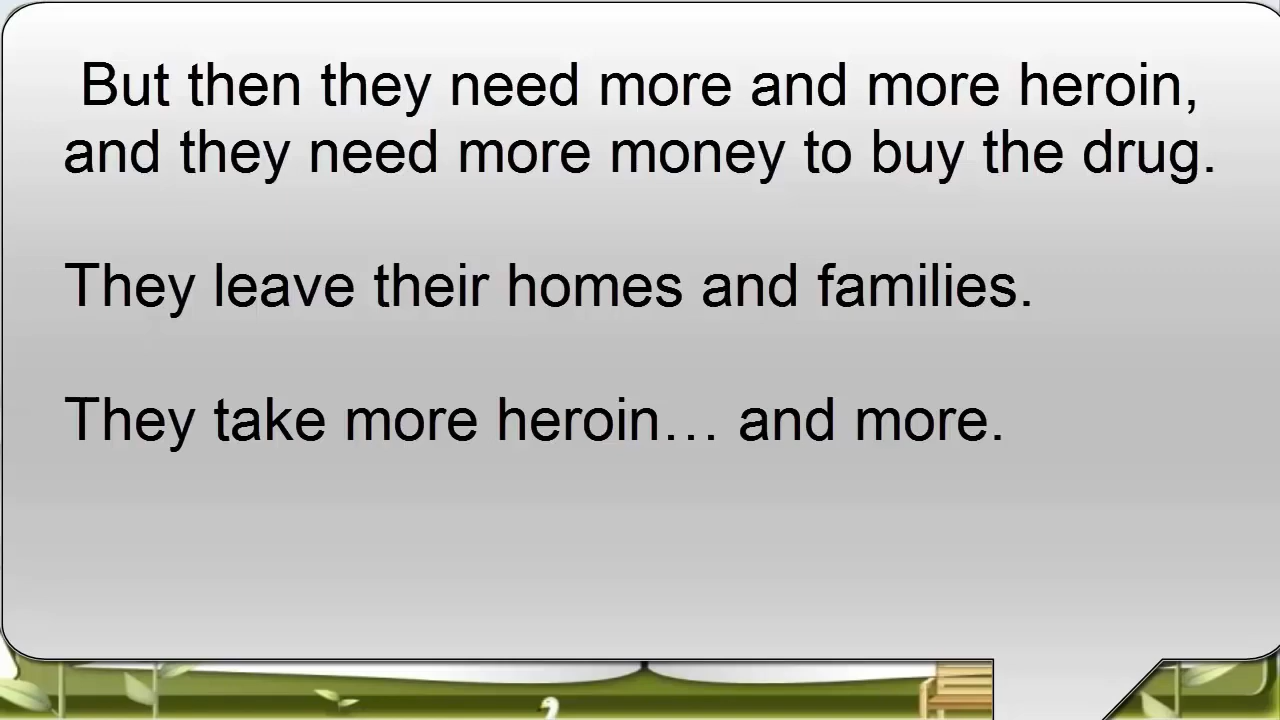 But then they need more and more heroin,
and they need more money to buy the drug.
They leave their homes and families.
They take more heroin… and more.